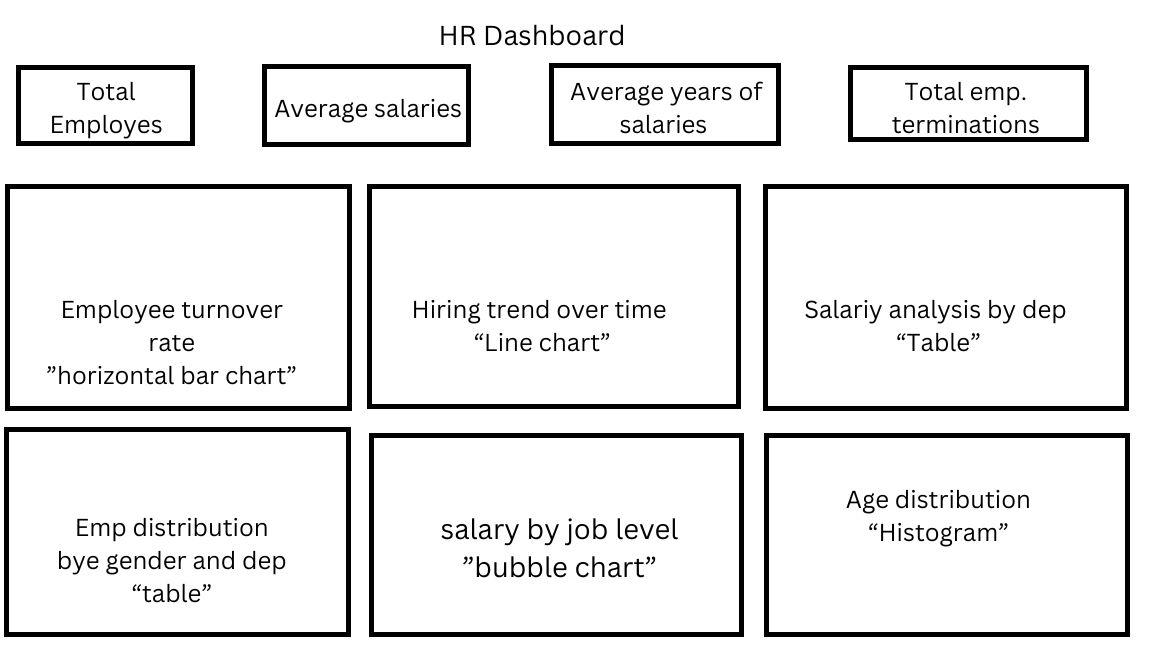 HR Dashboard
Total
Employes
Average salaries
Average years of
salaries
Total emp.
terminations
Employee turnover
rate
”horizontal bar chart”
Hiring trend over time
“Line chart”
Salariy analysis by dep
“Table”
Emp distribution
bye gender and dep
“table”
salary by job level
”bubble chart”
Age distribution
“Histogram”